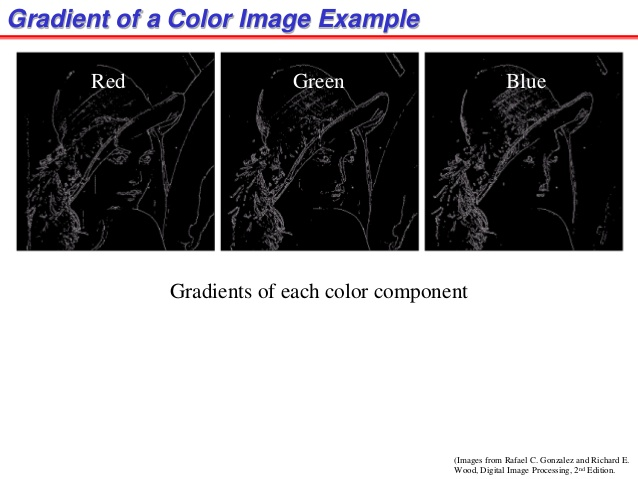 Gradient of a Color Image Example
Red
Green
Blue
Gradients of each color component
(Images from Rafael C. Gonzalez and Richard E.
Wood, Digital Image Processing, 2nd Edition.